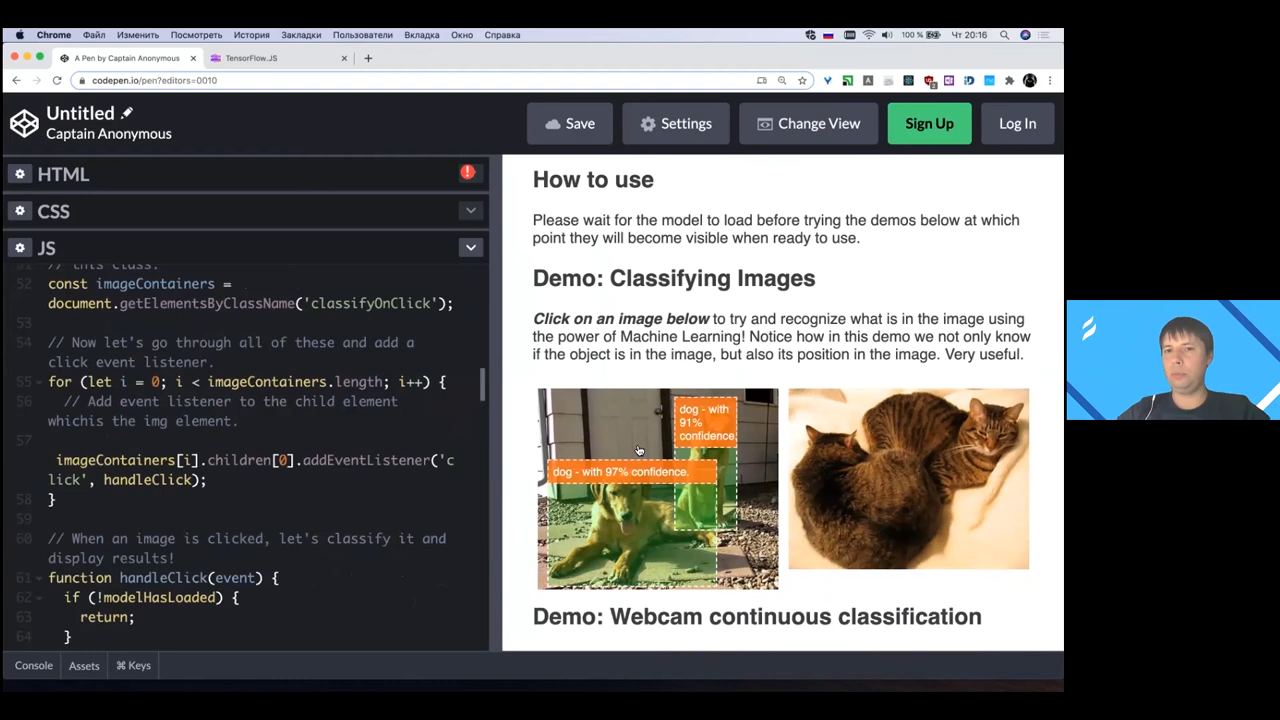 Chrome Файл Изменить Посмотреть История Закладки Пользователи Вкладка Окно Справка 100 % Чт 20:16
A Pen by Captain Anonymous × TensorFlow.JS × +
codepen.io/pen?editors=0010
Untitled
Captain Anonymous
Save Settings Change View Sign Up Log In
HTML
CSS
JS
// this class.
52 const imageContainers =
document.getElementsByClassName('classifyOnClick');
53
54 // Now let's go through all of these and add a
click event listener.
55 for (let i = 0; i < imageContainers.length; i++) {
56 // Add event listener to the child element
whichis the img element.
57
imageContainers[i].children[0].addEventListener('c
lick', handleClick);
58 }
59
60 // When an image is clicked, let's classify it and
display results!
61 function handleClick(event) {
62 if (!modelHasLoaded) {
63 return;
64 }
Console Assets ⌘ Keys
How to use
Please wait for the model to load before trying the demos below at which
point they will become visible when ready to use.
Demo: Classifying Images
Click on an image below to try and recognize what is in the image using
the power of Machine Learning! Notice how in this demo we not only know
if the object is in the image, but also its position in the image. Very useful.
dog - with
91%
confidence.
dog - with 97% confidence.
Demo: Webcam continuous classification